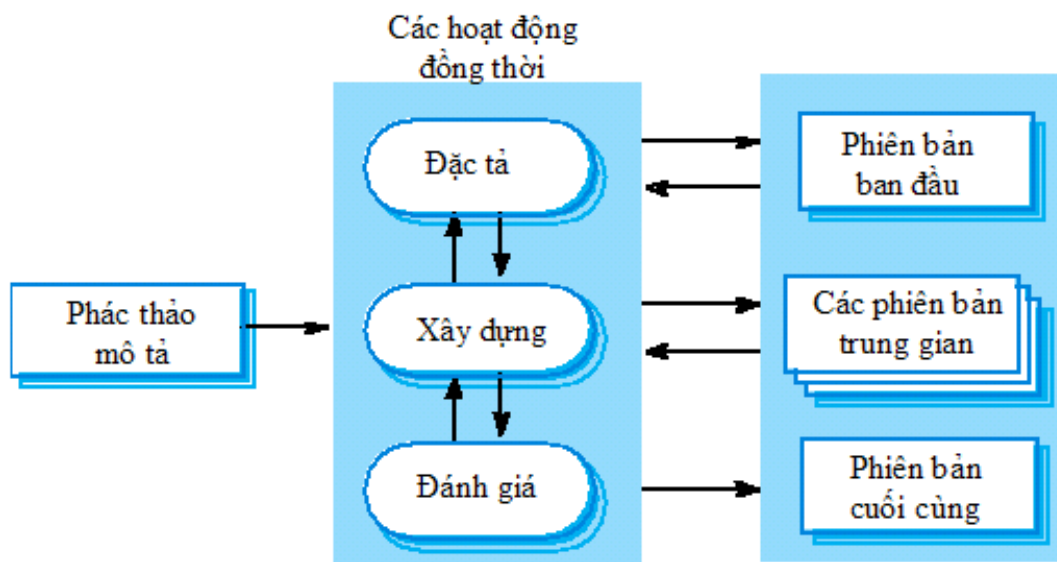 Các hoạt động
đồng thời
Đặc tả
Phiên bản
ban đầu
Phác thảo
mô tả
Xây dựng
Các phiên bản
trung gian
Đánh giá
Phiên bản
cuối cùng